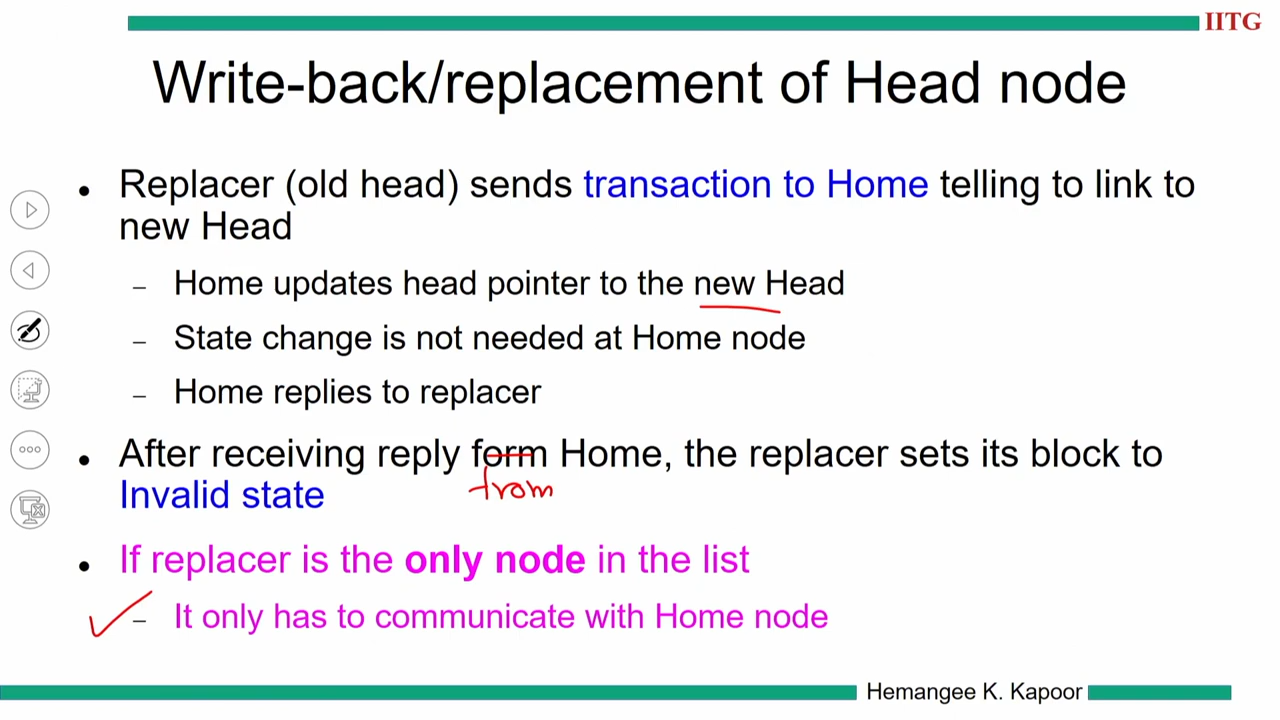 IITG
Write-back/replacement of Head node
• Replacer (old head) sends transaction to Home telling to link to
new Head
– Home updates head pointer to the new Head
– State change is not needed at Home node
– Home replies to replacer
• After receiving reply form Home, the replacer sets its block to
from
Invalid state
• If replacer is the only node in the list
– It only has to communicate with Home node
Hemangee K. Kapoor